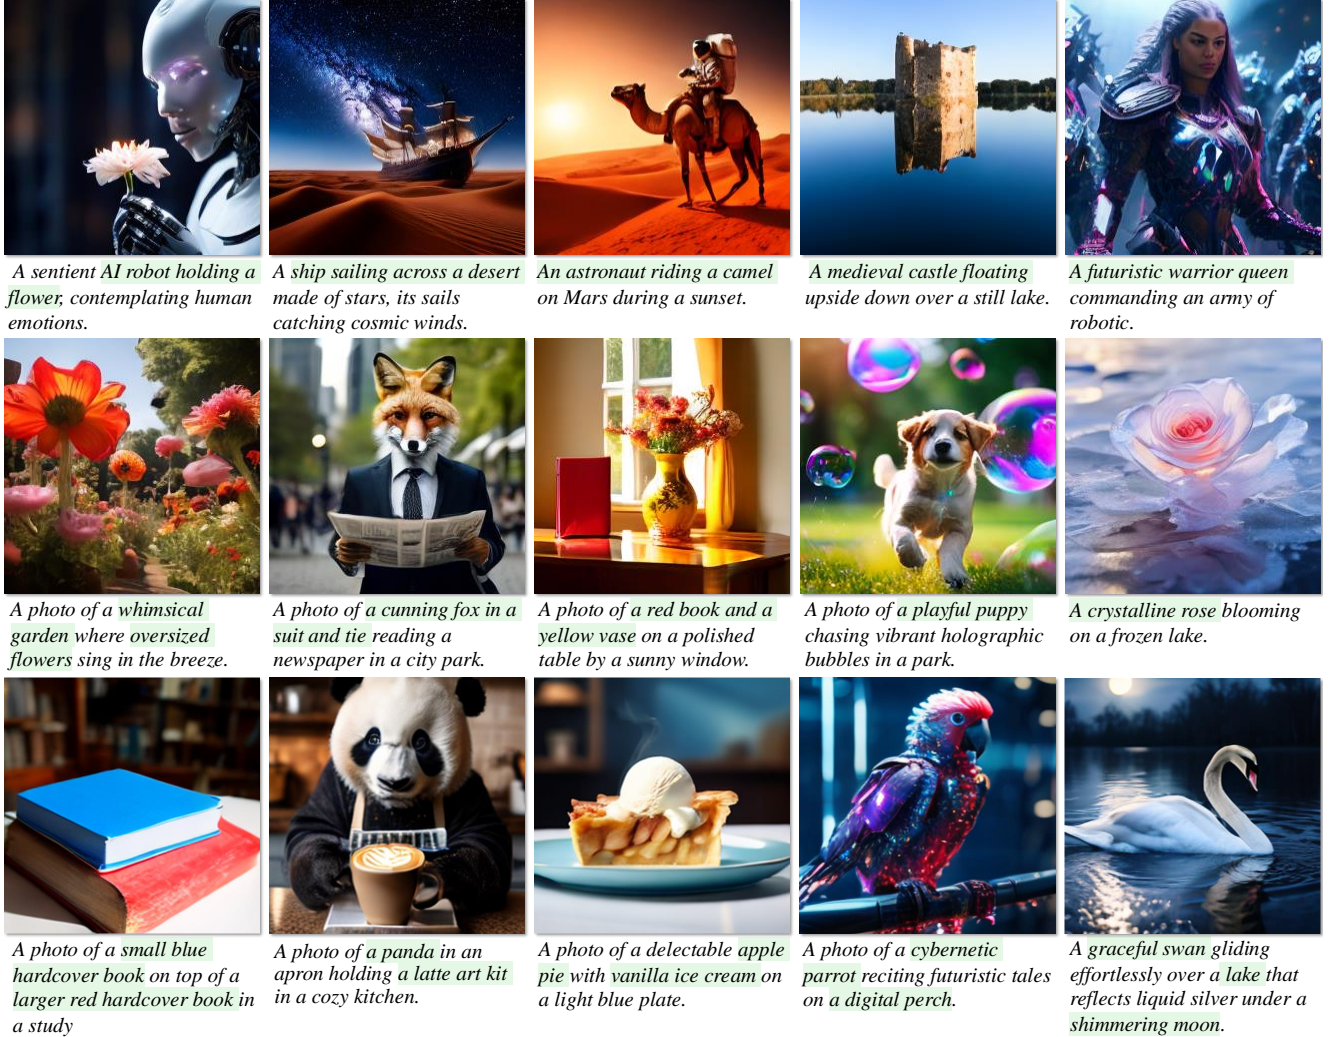 A sentient AI robot holding a
flower, contemplating human
emotions.
A ship sailing across a desert
made of stars, its sails
catching cosmic winds.
An astronaut riding a camel
on Mars during a sunset.
A medieval castle floating
upside down over a still lake.
A futuristic warrior queen
commanding an army of
robotic.
A photo of a whimsical
garden where oversized
flowers sing in the breeze.
A photo of a cunning fox in a
suit and tie reading a
newspaper in a city park.
A photo of a red book and a
yellow vase on a polished
table by a sunny window.
A photo of a playful puppy
chasing vibrant holographic
bubbles in a park.
A crystalline rose blooming
on a frozen lake.
A photo of a small blue
hardcover book on top of a
larger red hardcover book in
a study
A photo of a panda in an
apron holding a latte art kit
in a cozy kitchen.
A photo of a delectable apple
pie with vanilla ice cream on
a light blue plate.
A photo of a cybernetic
parrot reciting futuristic tales
on a digital perch.
A graceful swan gliding
effortlessly over a lake that
reflects liquid silver under a
shimmering moon.